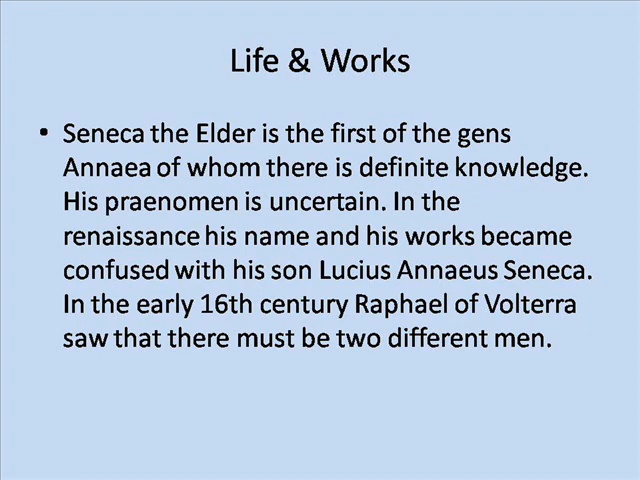 Life & Works
• Seneca the Elder is the first of the gens
Annaea of whom there is definite knowledge.
His praenomen is uncertain. In the
renaissance his name and his works became
confused with his son Lucius Annaeus Seneca.
In the early 16th century Raphael of Volterra
saw that there must be two different men.